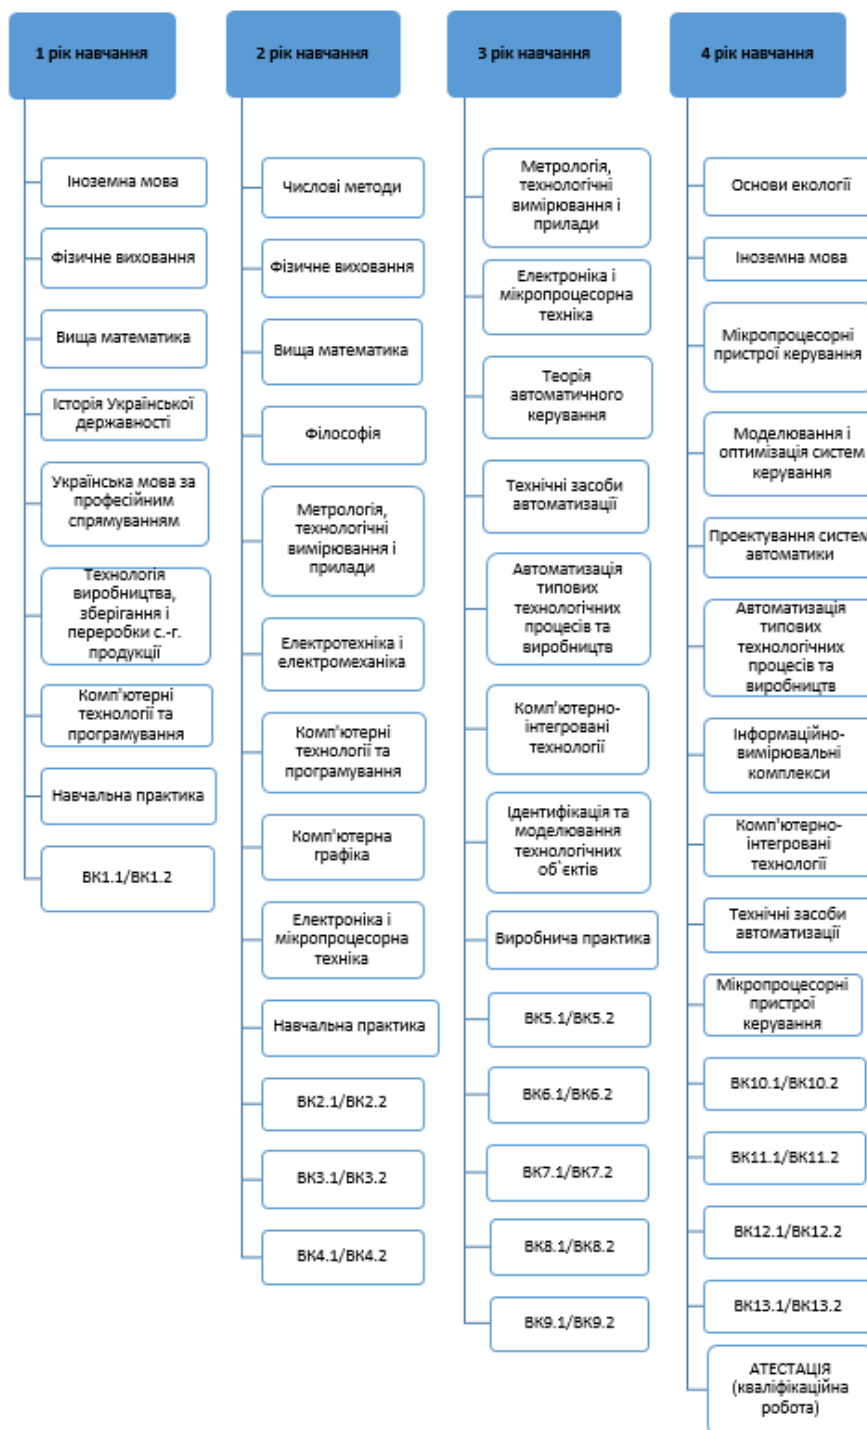 1 рік навчання
Іноземна мова
Фізичне виховання
Вища математика
Історія Української
державності
Українська мова за
професійним
спрямуванням
Технологія
виробництва,
зберігання і
переробки с.-г.
продукції
Комп'ютерні
технології та
програмування
Навчальна практика
ВК1.1/ВК1.2
2 рік навчання
Числові методи
Фізичне виховання
Вища математика
Філософія
Метрологія,
технологічні
вимірювання і
прилади
Електротехніка і
електромеханіка
Комп'ютерні
технології та
програмування
Комп'ютерна
графіка
Електроніка і
мікропроцесорна
техніка
Навчальна практика
ВК2.1/ВК2.2
ВК3.1/ВК3.2
ВК4.1/ВК4.2
3 рік навчання
Метрологія,
технологічні
вимірювання і
прилади
Електроніка і
мікропроцесорна
техніка
Теорія
автоматичного
керування
Технічні засоби
автоматизації
Автоматизація
типових
технологічних
процесів та
виробництв
Комп'ютерно-
інтегровані
технології
Ідентифікація та
моделювання
технологічних
об`єктів
Виробнича практика
ВК5.1/ВК5.2
ВК6.1/ВК6.2
ВК7.1/ВК7.2
ВК8.1/ВК8.2
ВК9.1/ВК9.2
4 рік навчання
Основи екології
Іноземна мова
Мікропроцесорні
пристрої керування
Моделювання і
оптимізація систем
керування
Проектування систем
автоматики
Автоматизація
типових
технологічних
процесів та
виробництв
Інформаційно-
вимірювальні
комплекси
Комп'ютерно-
інтегровані
технології
Технічні засоби
автоматизації
Мікропроцесорні
пристрої
керування
ВК10.1/ВК10.2
ВК11.1/ВК11.2
ВК12.1/ВК12.2
ВК13.1/ВК13.2
АТЕСТАЦІЯ
(кваліфікаційна
робота)